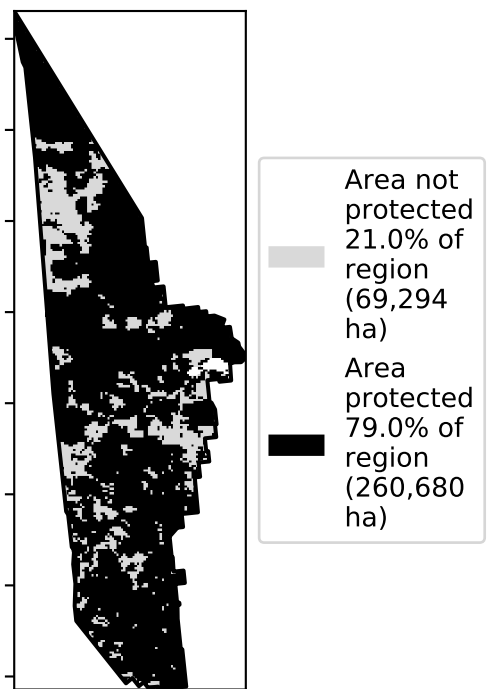 Area not
protected
21.0% of
region
(69,294
ha)
Area
protected
79.0% of
region
(260,680
ha)